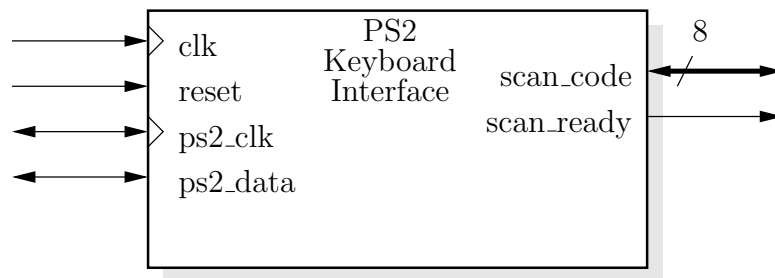 PS2
Keyboard
Interface
clk
reset
ps2_clk
ps2_data
8
scan_code
scan_ready